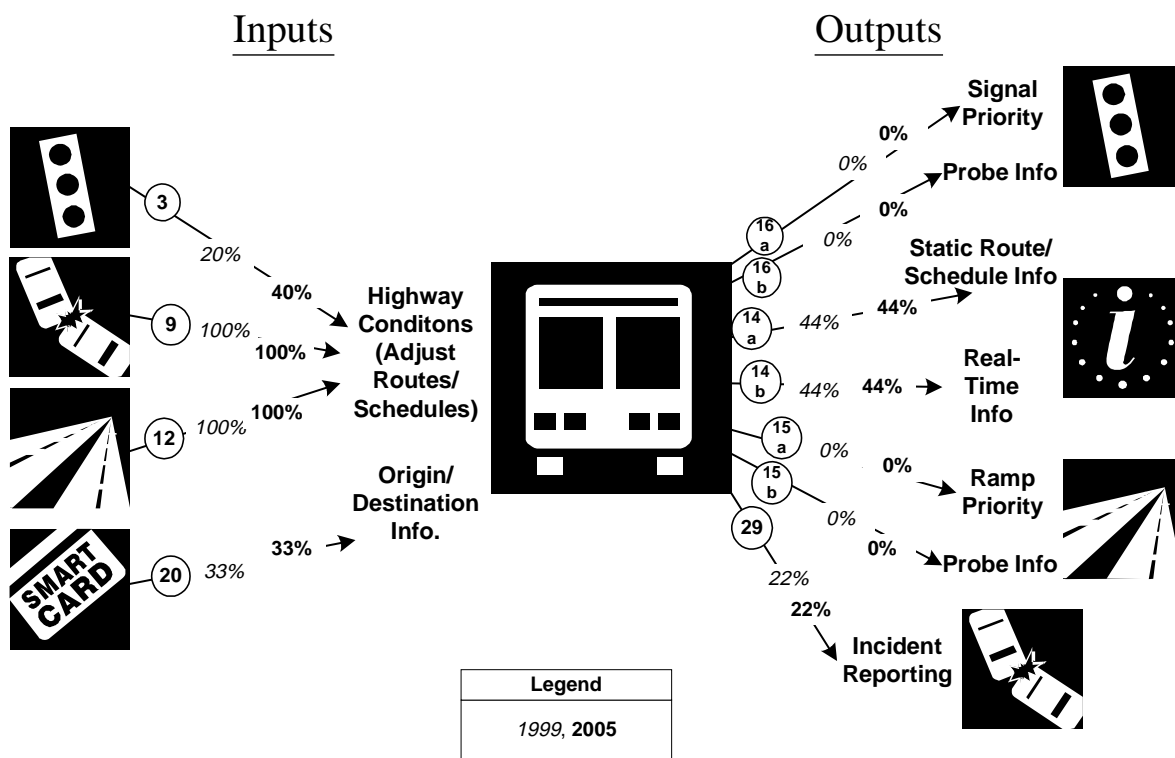 Inputs
Outputs
3
20%
40%
9
100%
100%
12
100%
100%
Highway
Conditons
(Adjust
Routes/
Schedules)
SMART
CARD
20
33%
33%
Origin/
Destination
Info.
16
a
0%
0%
Signal
Priority
16
b
0%
0%
Probe Info
14
a
44%
44%
Static Route/
Schedule Info
i
14
b
44%
44%
Real-
Time
Info
15
a
0%
0%
Ramp
Priority
15
b
0%
0%
Probe Info
29
22%
22%
Incident
Reporting
Legend
1999, 2005